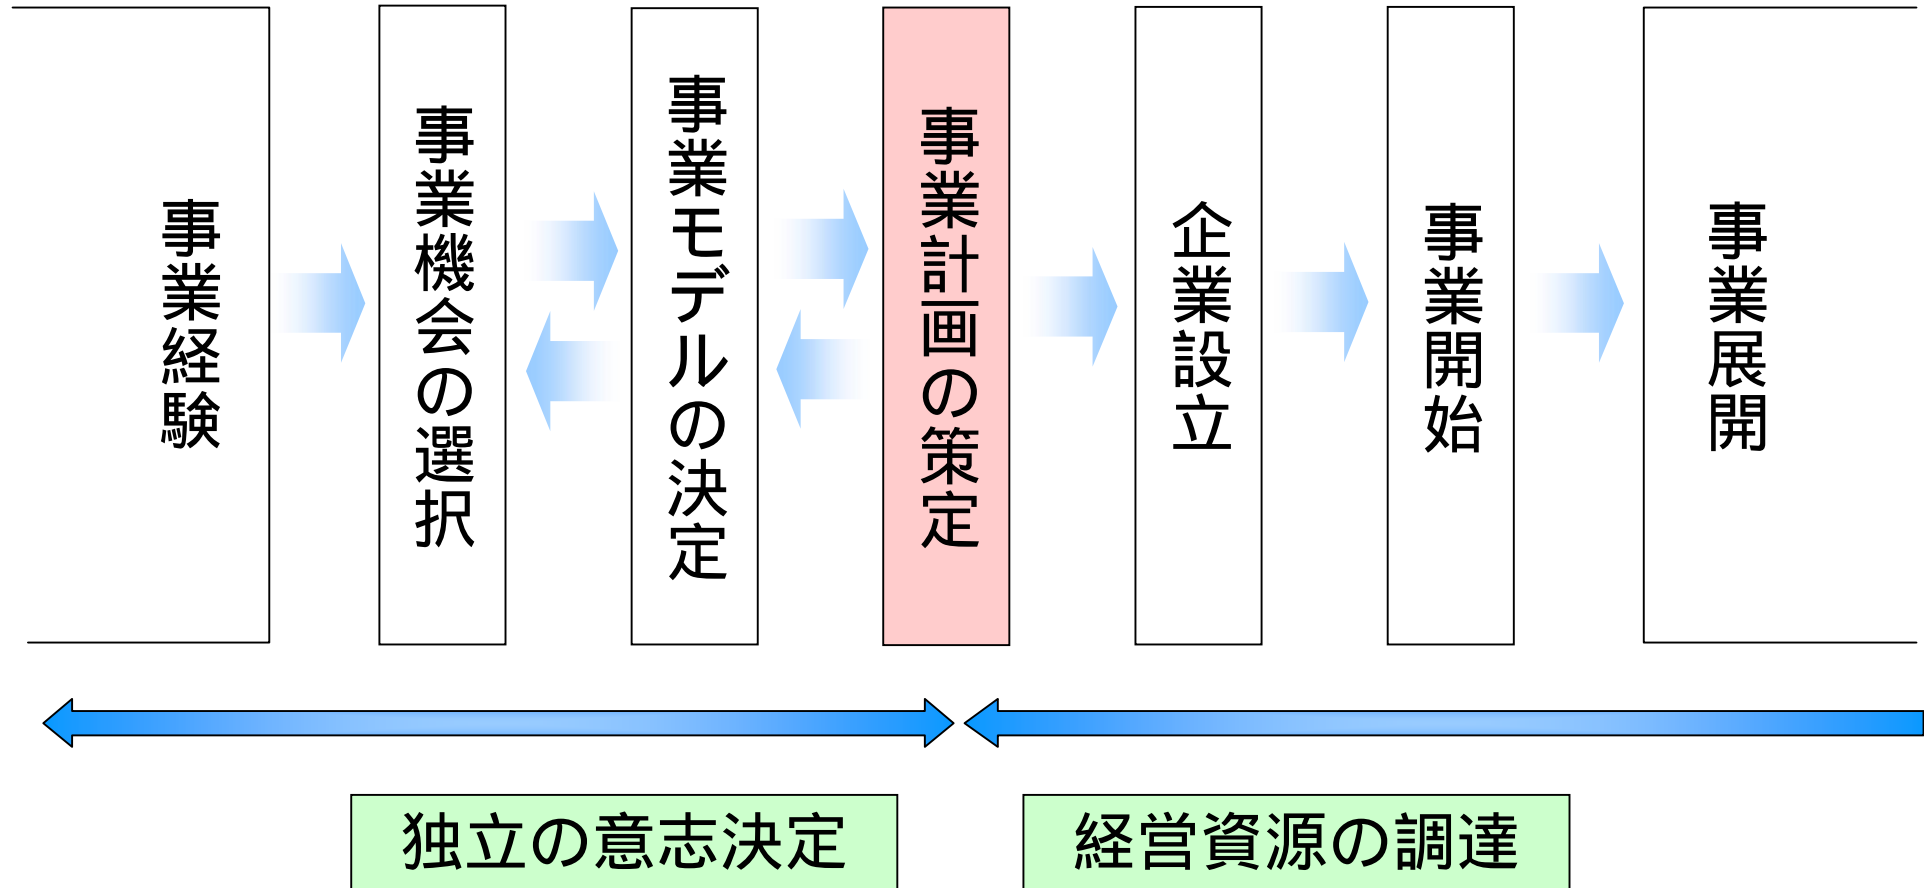 事業経験
事業機会の選択
事業モデルの決定
事業計画の策定
企業設立
事業開始
事業展開
独立の意志決定
経営資源の調達